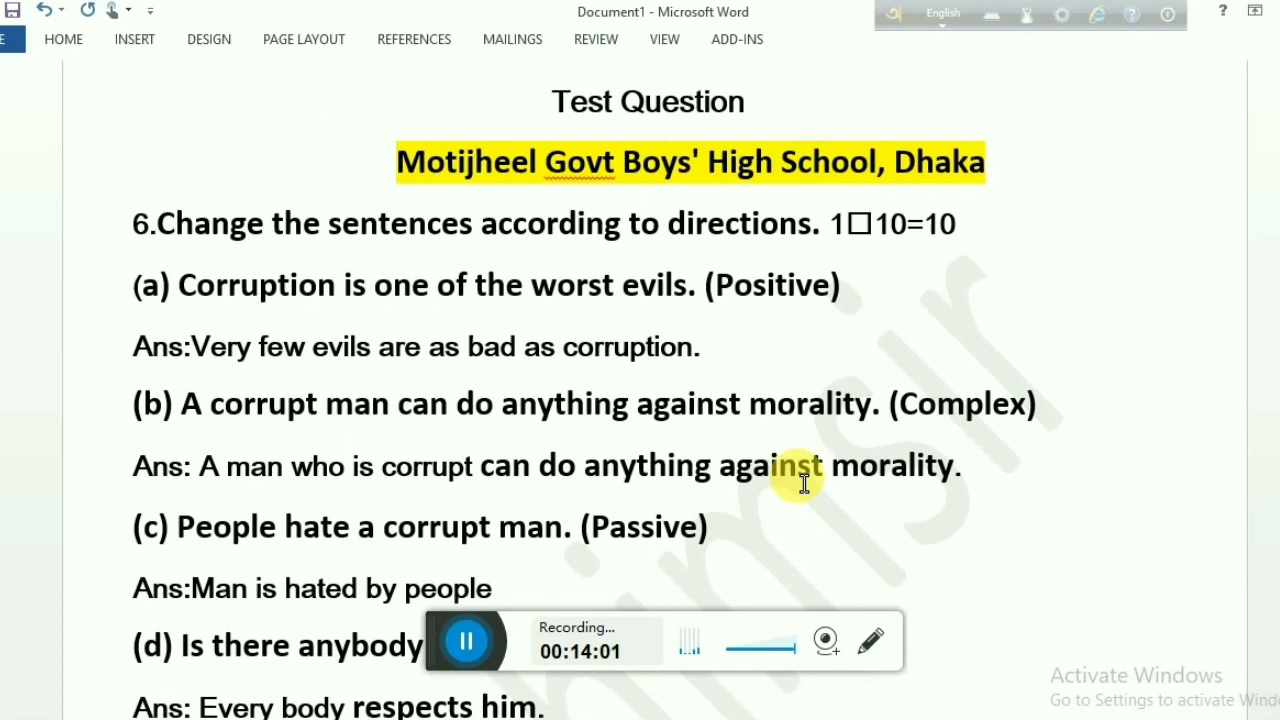 Document1 - Microsoft Word
English
?
HOME INSERT DESIGN PAGE LAYOUT REFERENCES MAILINGS REVIEW VIEW ADD-INS
Test Question
Motijheel Govt Boys' High School, Dhaka
6.Change the sentences according to directions. 1□10=10
(a) Corruption is one of the worst evils. (Positive)
Ans:Very few evils are as bad as corruption.
(b) A corrupt man can do anything against morality. (Complex)
Ans: A man who is corrupt can do anything against morality.
(c) People hate a corrupt man. (Passive)
Ans:Man is hated by people
(d) Is there anybody
Recording...
00:14:01
Ans: Every body respects him.
Activate Windows
Go to Settings to activate Wind